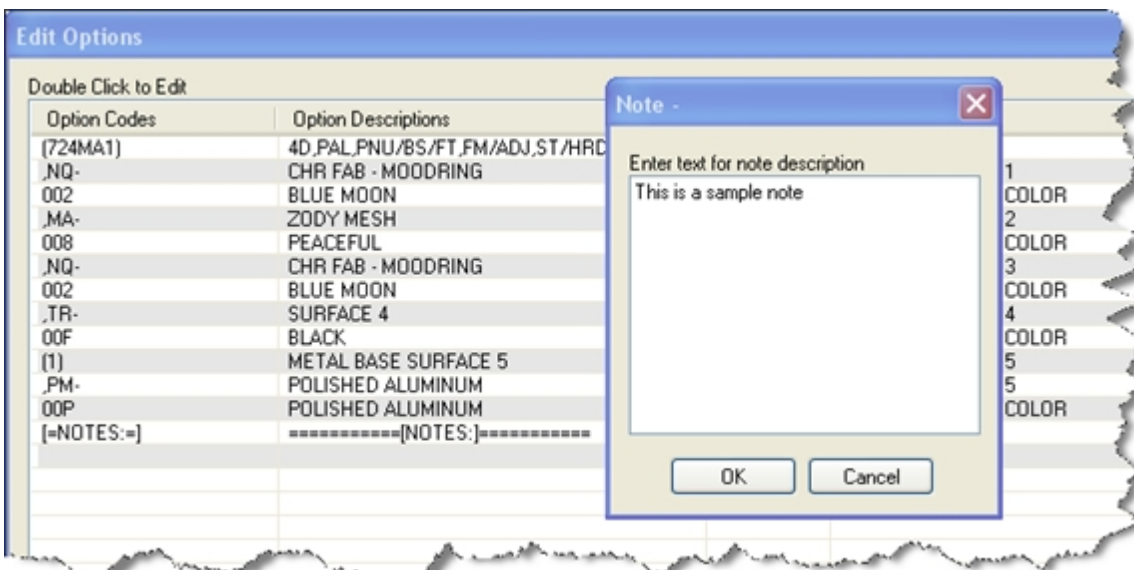 Edit Options
Double Click to Edit
Option Codes Option Descriptions
(724MA1) 4D,PAL,PNU/BS/FT,FM/ADJ,ST/HRD
,NQ- CHR FAB - MOODRING 1
002 BLUE MOON COLOR
,MA- ZODY MESH 2
008 PEACEFUL COLOR
,NQ- CHR FAB - MOODRING 3
002 BLUE MOON COLOR
,TR- SURFACE 4 4
00F BLACK COLOR
(1) METAL BASE SURFACE 5 5
,PM- POLISHED ALUMINUM 5
00P POLISHED ALUMINUM COLOR
[=NOTES:=] ===========[NOTES:]===========
Note -
Enter text for note description
This is a sample note
OK Cancel